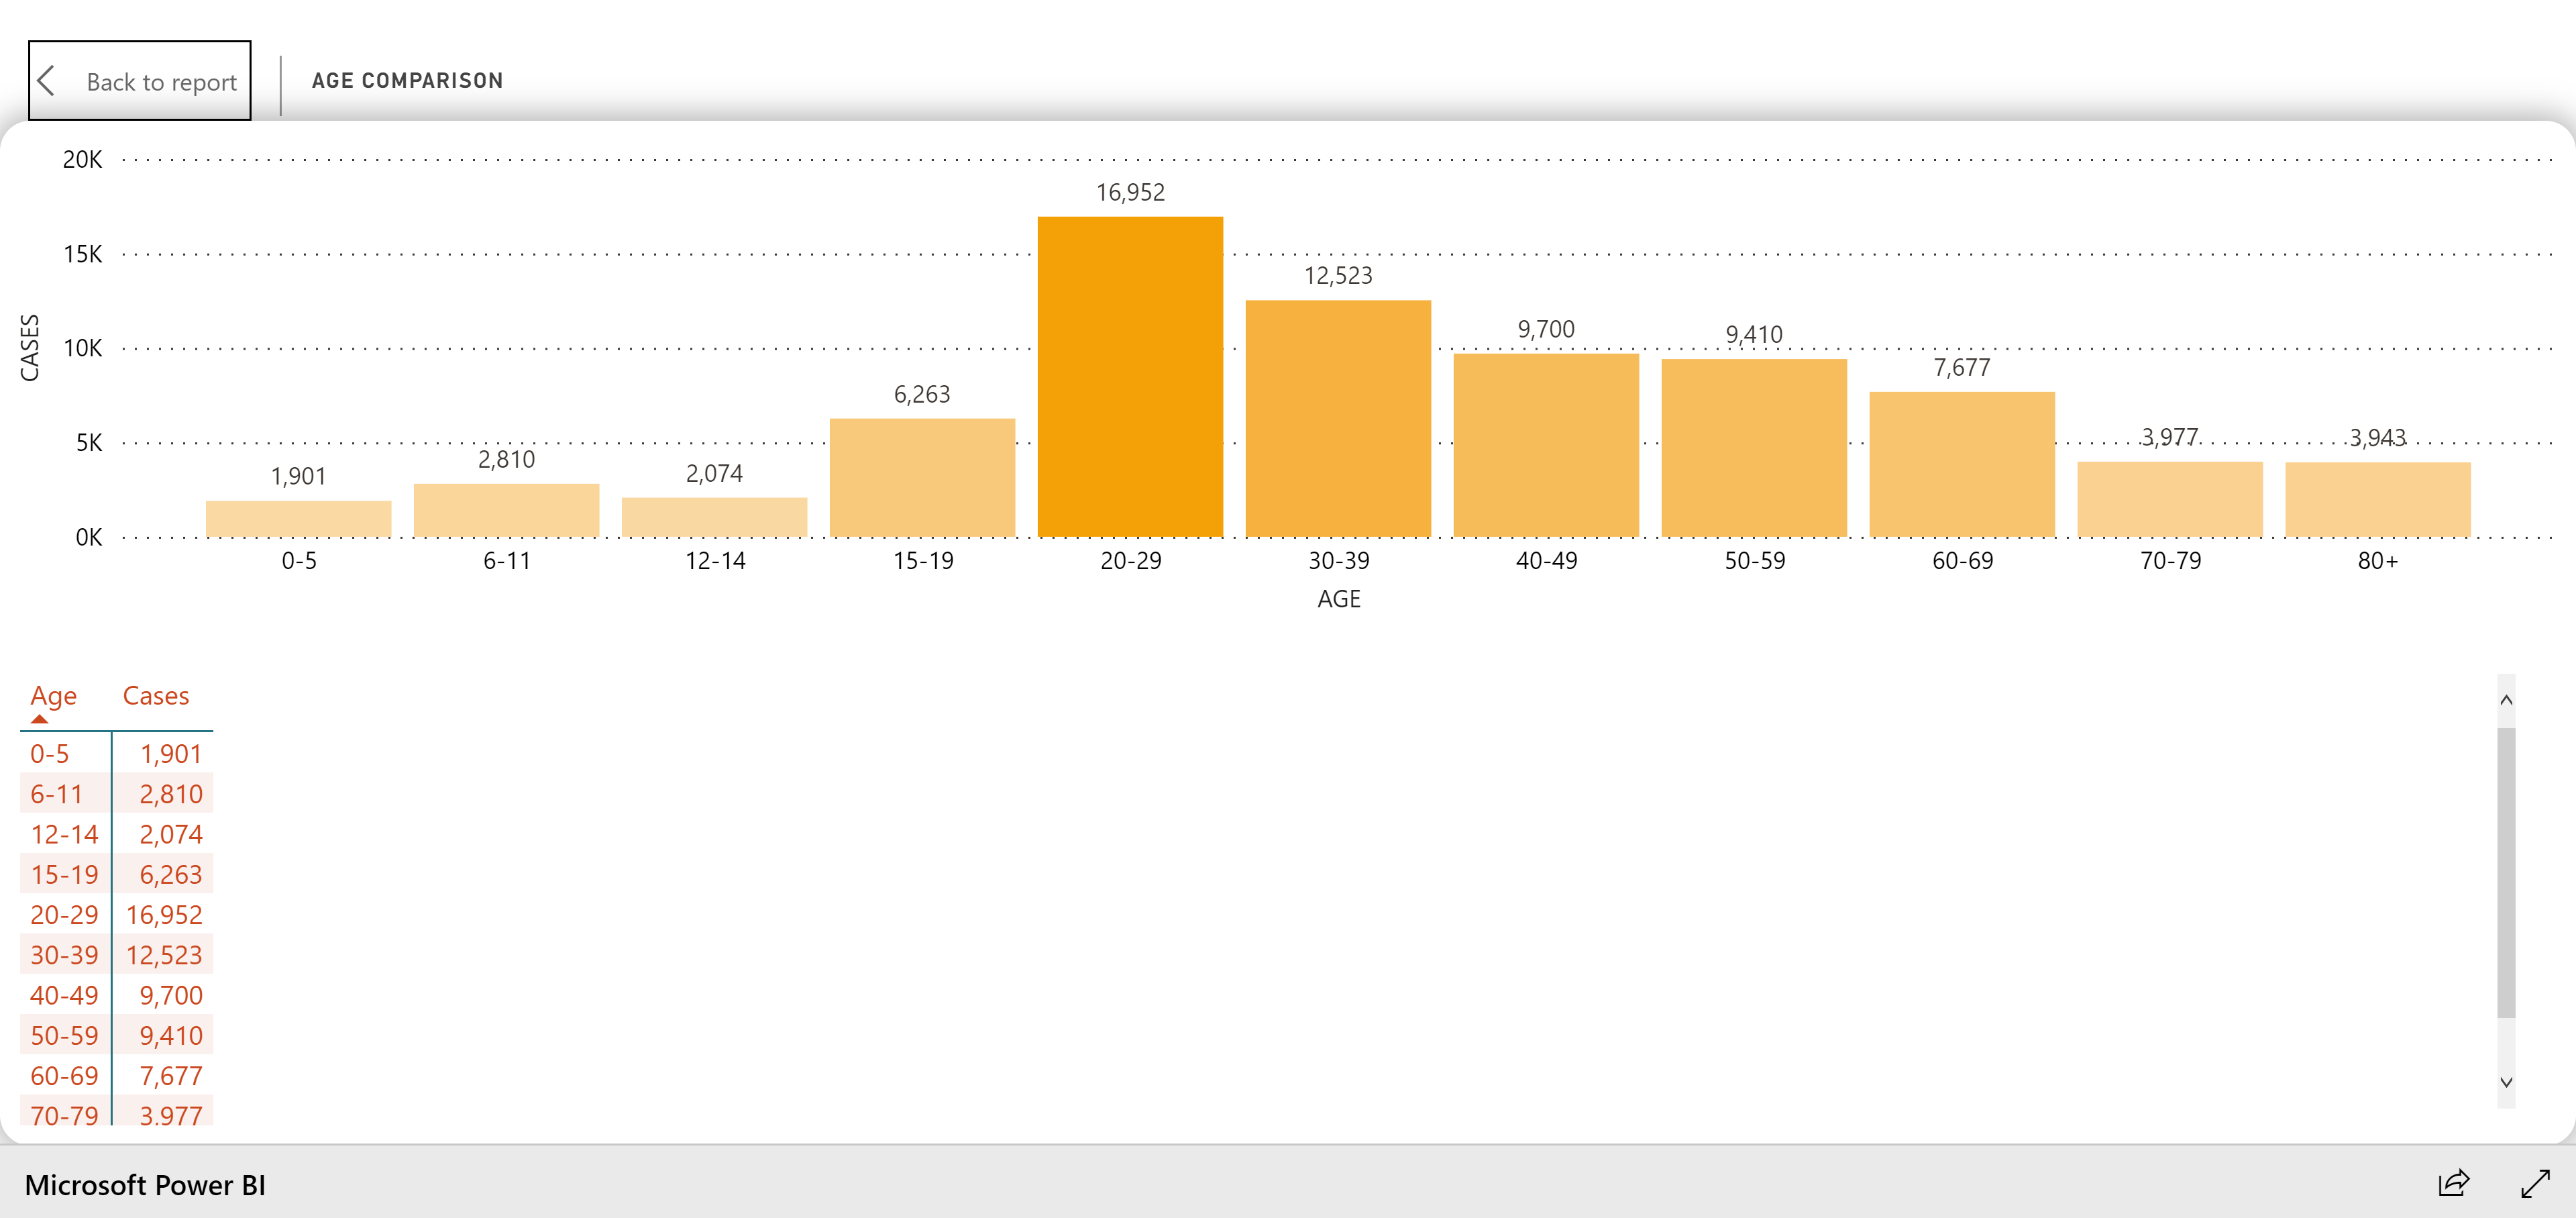 Back to report
AGE COMPARISON
20K
15K
10K
5K
0K
CASES
1,901
2,810
2,074
6,263
16,952
12,523
9,700
9,410
7,677
3,977
3,943
0-5
6-11
12-14
15-19
20-29
30-39
40-49
50-59
60-69
70-79
80+
AGE
Age Cases
0-5 1,901
6-11 2,810
12-14 2,074
15-19 6,263
20-29 16,952
30-39 12,523
40-49 9,700
50-59 9,410
60-69 7,677
70-79 3,977
Microsoft Power BI